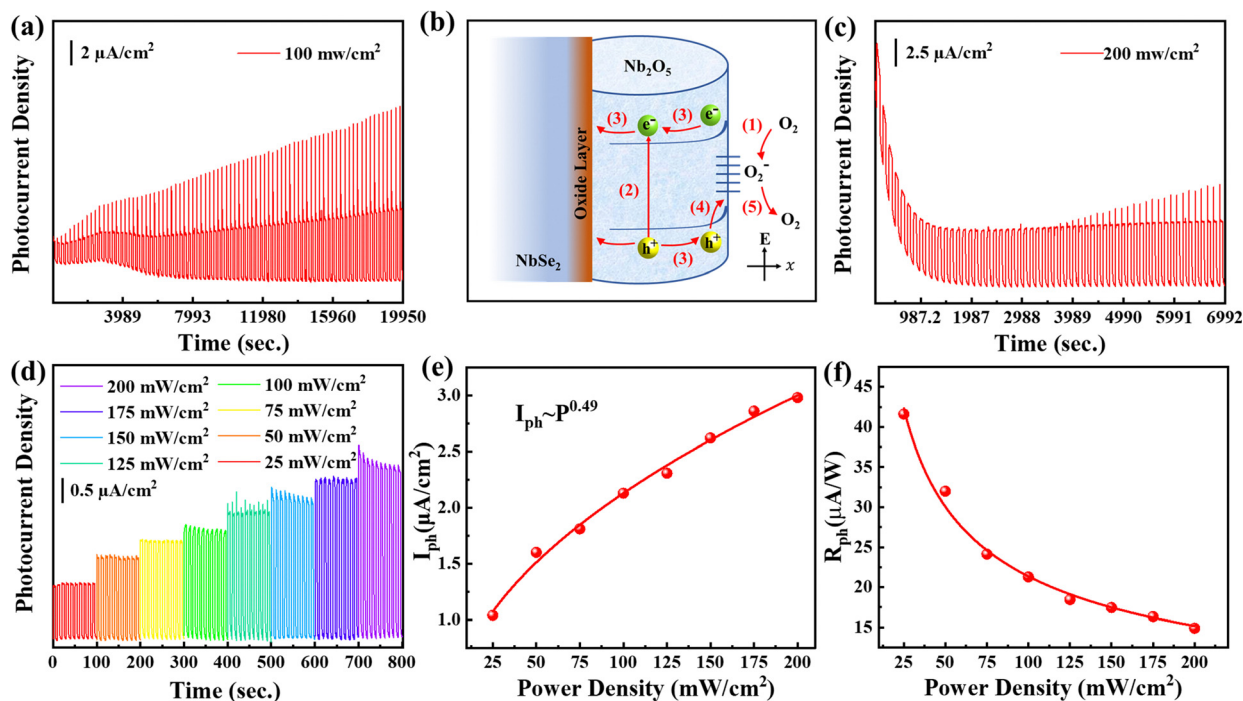 (a)
2 μA/cm²
100 mw/cm²
Photocurrent Density
3989 7993 11980 15960 19950
Time (sec.)
(b)
Nb₂O₅
Oxide Layer
NbSe₂
e⁻
e⁻
(3)
(3)
(1)
O₂
O₂⁻
(2)
(4)
(5)
O₂
h⁺
h⁺
(3)
E
x
(c)
2.5 μA/cm²
200 mw/cm²
Photocurrent Density
987.2 1987 2988 3989 4990 5991 6992
Time (sec.)
(d)
200 mW/cm²
175 mW/cm²
150 mW/cm²
125 mW/cm²
100 mW/cm²
75 mW/cm²
50 mW/cm²
25 mW/cm²
0.5 μA/cm²
Photocurrent Density
0 100 200 300 400 500 600 700 800
Time (sec.)
(e)
I_ph~P^0.49
I_ph(μA/cm²)
3.0
2.5
2.0
1.5
1.0
25 50 75 100 125 150 175 200
Power Density (mW/cm²)
(f)
R_ph(μA/W)
45
40
35
30
25
20
15
25 50 75 100 125 150 175 200
Power Density (mW/cm²)